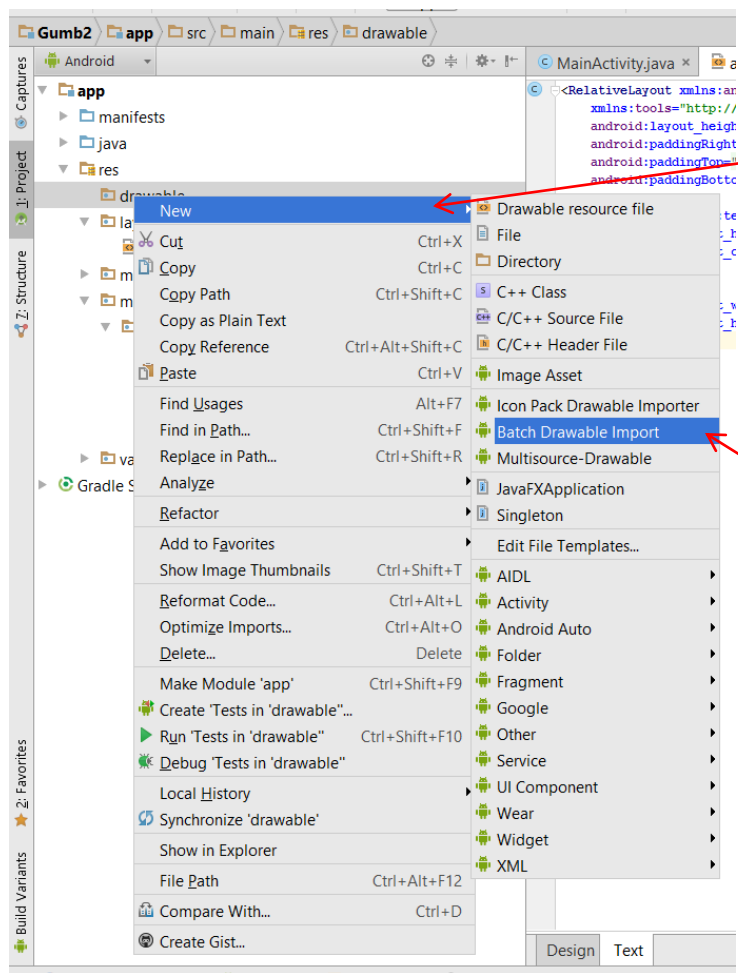 Gumb2 app src main res drawable
Captures
1: Project
Z: Structure
2: Favorites
Build Variants
Android
app
manifests
java
res
drawable
la
m
m
va
Gradle S
MainActivity.java ×
a
<RelativeLayout xmlns:an
xmlns:tools="http://
android:layout_heigh
android:paddingRight
android:paddingTop="
android:paddingBotto
New
Cut Ctrl+X
Copy Ctrl+C
Copy Path Ctrl+Shift+C
Copy as Plain Text
Copy Reference Ctrl+Alt+Shift+C
Paste Ctrl+V
Find Usages Alt+F7
Find in Path... Ctrl+Shift+F
Replace in Path... Ctrl+Shift+R
Analyze
Refactor
Add to Favorites
Show Image Thumbnails Ctrl+Shift+T
Reformat Code... Ctrl+Alt+L
Optimize Imports... Ctrl+Alt+O
Delete... Delete
Make Module 'app' Ctrl+Shift+F9
Create 'Tests in 'drawable''...
Run 'Tests in 'drawable'' Ctrl+Shift+F10
Debug 'Tests in 'drawable''
Local History
Synchronize 'drawable'
Show in Explorer
File Path Ctrl+Alt+F12
Compare With... Ctrl+D
Create Gist...
Drawable resource file
File
Directory
C++ Class
C/C++ Source File
C/C++ Header File
Image Asset
Icon Pack Drawable Importer
Batch Drawable Import
Multisource-Drawable
JavaFXApplication
Singleton
Edit File Templates...
AIDL
Activity
Android Auto
Folder
Fragment
Google
Other
Service
UI Component
Wear
Widget
XML
Design Text